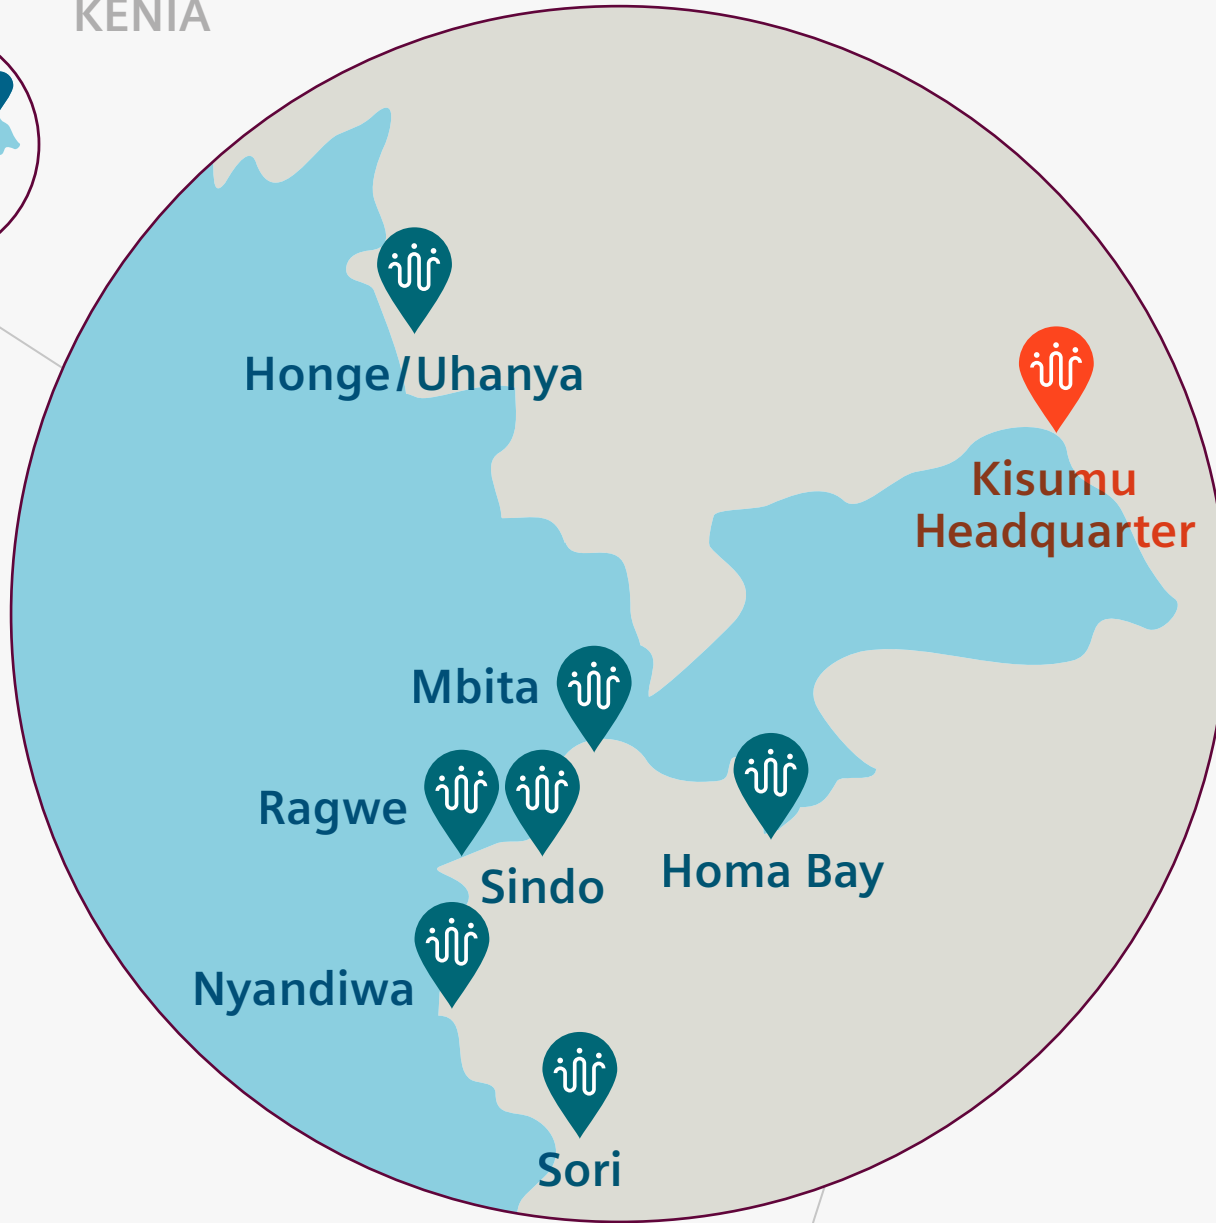 KENIA
Honge/Uhanya
Kisumu
Headquarter
Mbita
Ragwe
Sindo
Homa Bay
Nyandiwa
Sori